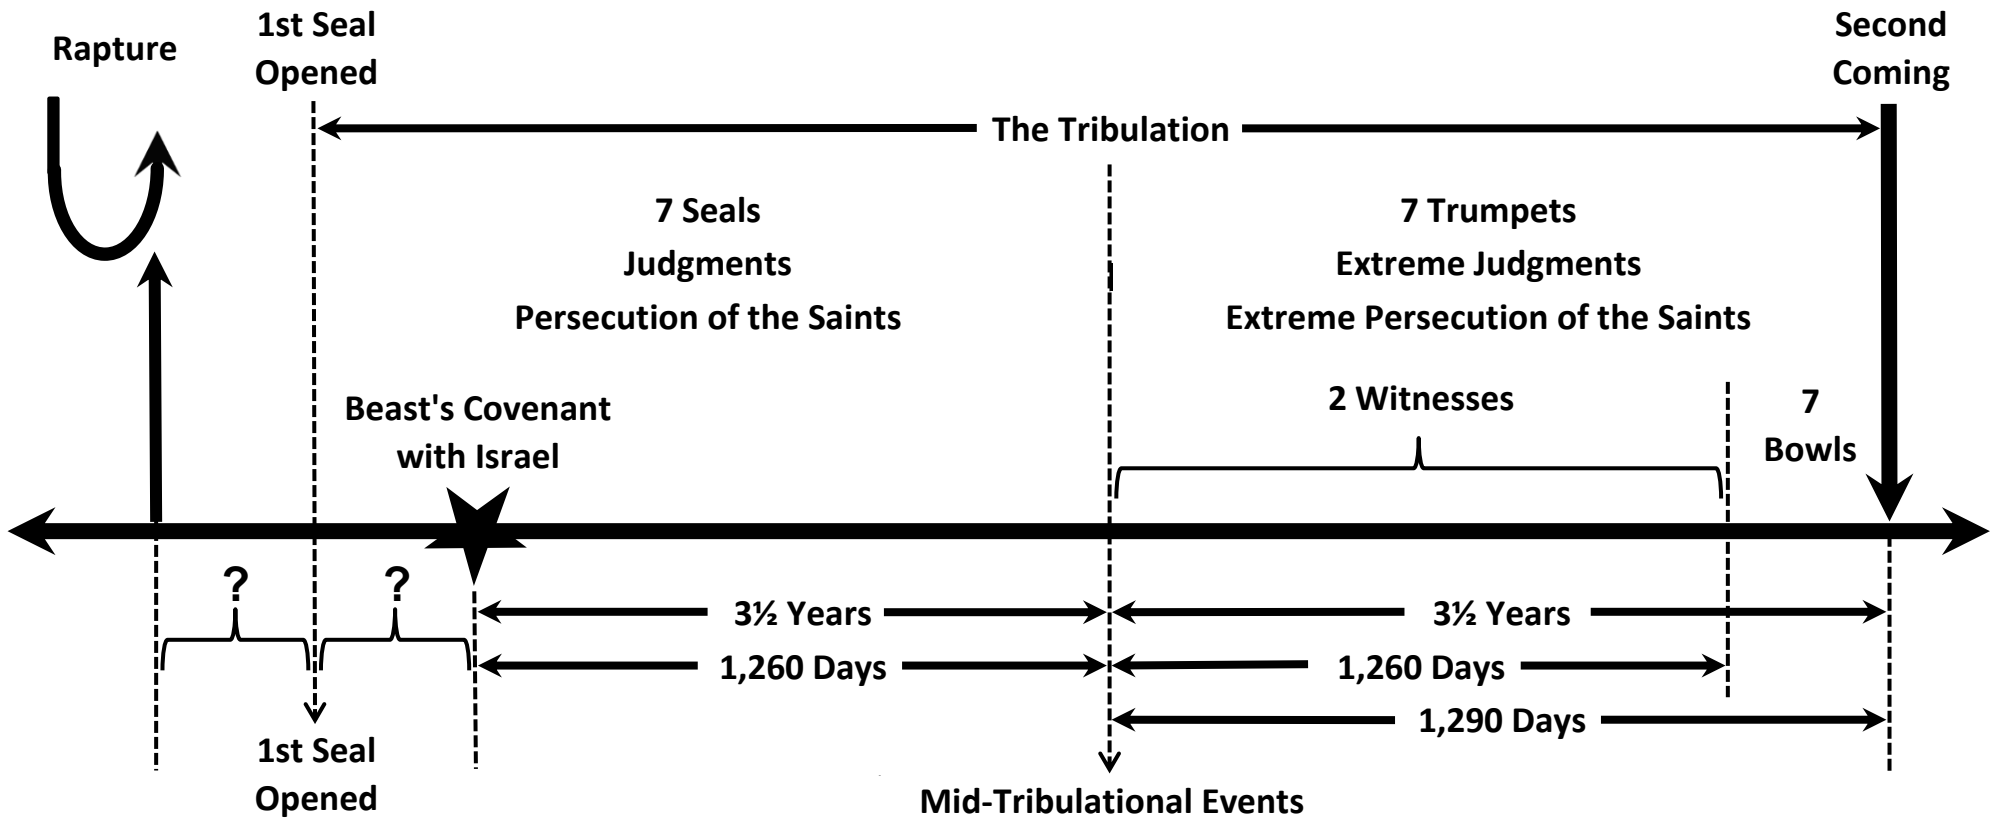 Rapture
1st Seal
Opened
Second
Coming
The Tribulation
7 Seals
Judgments
Persecution of the Saints
7 Trumpets
Extreme Judgments
Extreme Persecution of the Saints
Beast's Covenant
with Israel
2 Witnesses
7
Bowls
?
?
3½ Years
3½ Years
1,260 Days
1,260 Days
1,290 Days
1st Seal
Opened
Mid-Tribulational Events